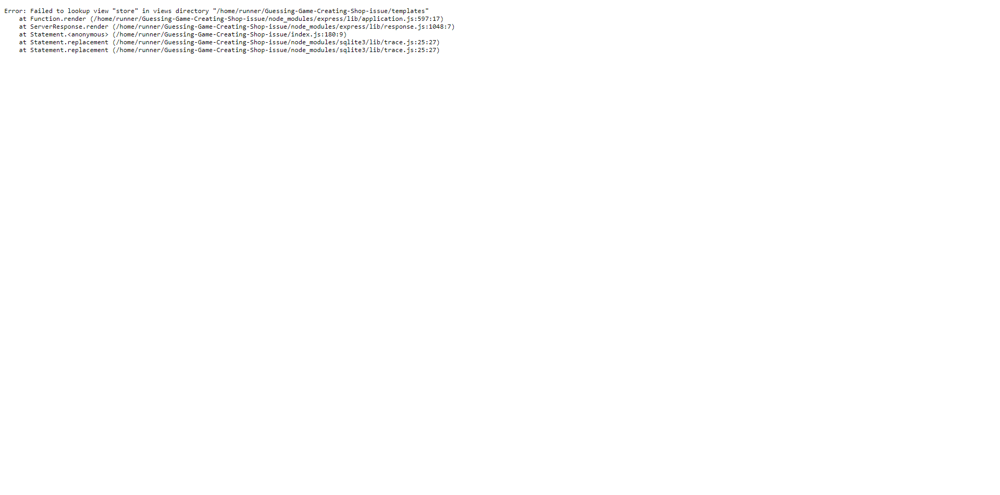 Error: Failed to lookup view "store" in views directory "/home/runner/Guessing-Game-Creating-Shop-issue/templates"
at Function.render (/home/runner/Guessing-Game-Creating-Shop-issue/node_modules/express/lib/application.js:597:17)
at ServerResponse.render (/home/runner/Guessing-Game-Creating-Shop-issue/node_modules/express/lib/response.js:1048:7)
at Statement.<anonymous> (/home/runner/Guessing-Game-Creating-Shop-issue/index.js:180:9)
at Statement.replacement (/home/runner/Guessing-Game-Creating-Shop-issue/node_modules/sqlite3/lib/trace.js:25:27)
at Statement.replacement (/home/runner/Guessing-Game-Creating-Shop-issue/node_modules/sqlite3/lib/trace.js:25:27)